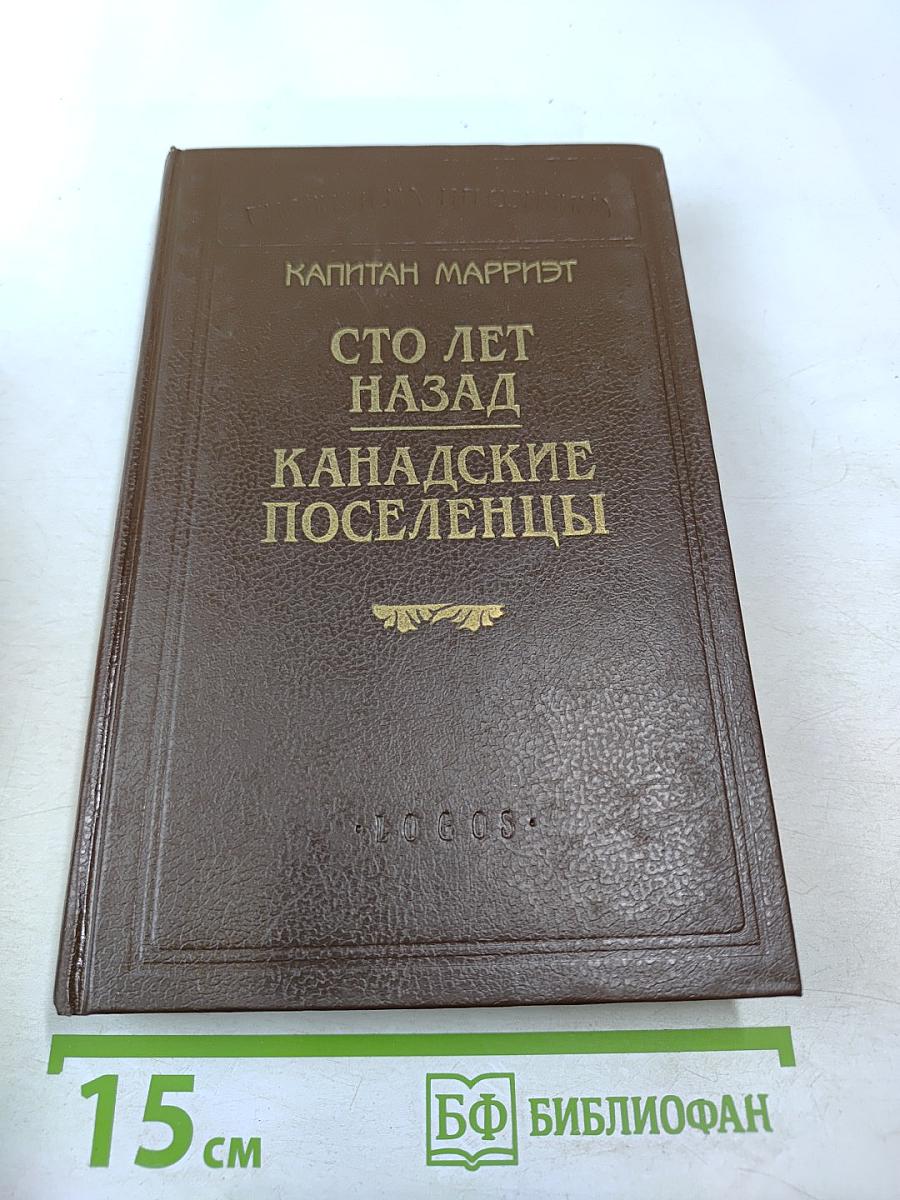 КАПИТАН МАРРИЭТ
СТО ЛЕТ
НАЗАД
КАНАДСКИЕ
ПОСЕЛЕНЦЫ
·LOGOS·
15 см
БФ БИБЛИОФАН